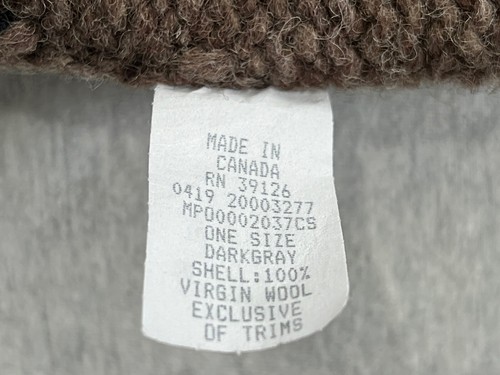 MADE IN
CANADA
RN 39126
0419 20003277
MP00002037CS
ONE SIZE
DARKGRAY
SHELL:100%
VIRGIN WOOL
EXCLUSIVE
OF TRIMS